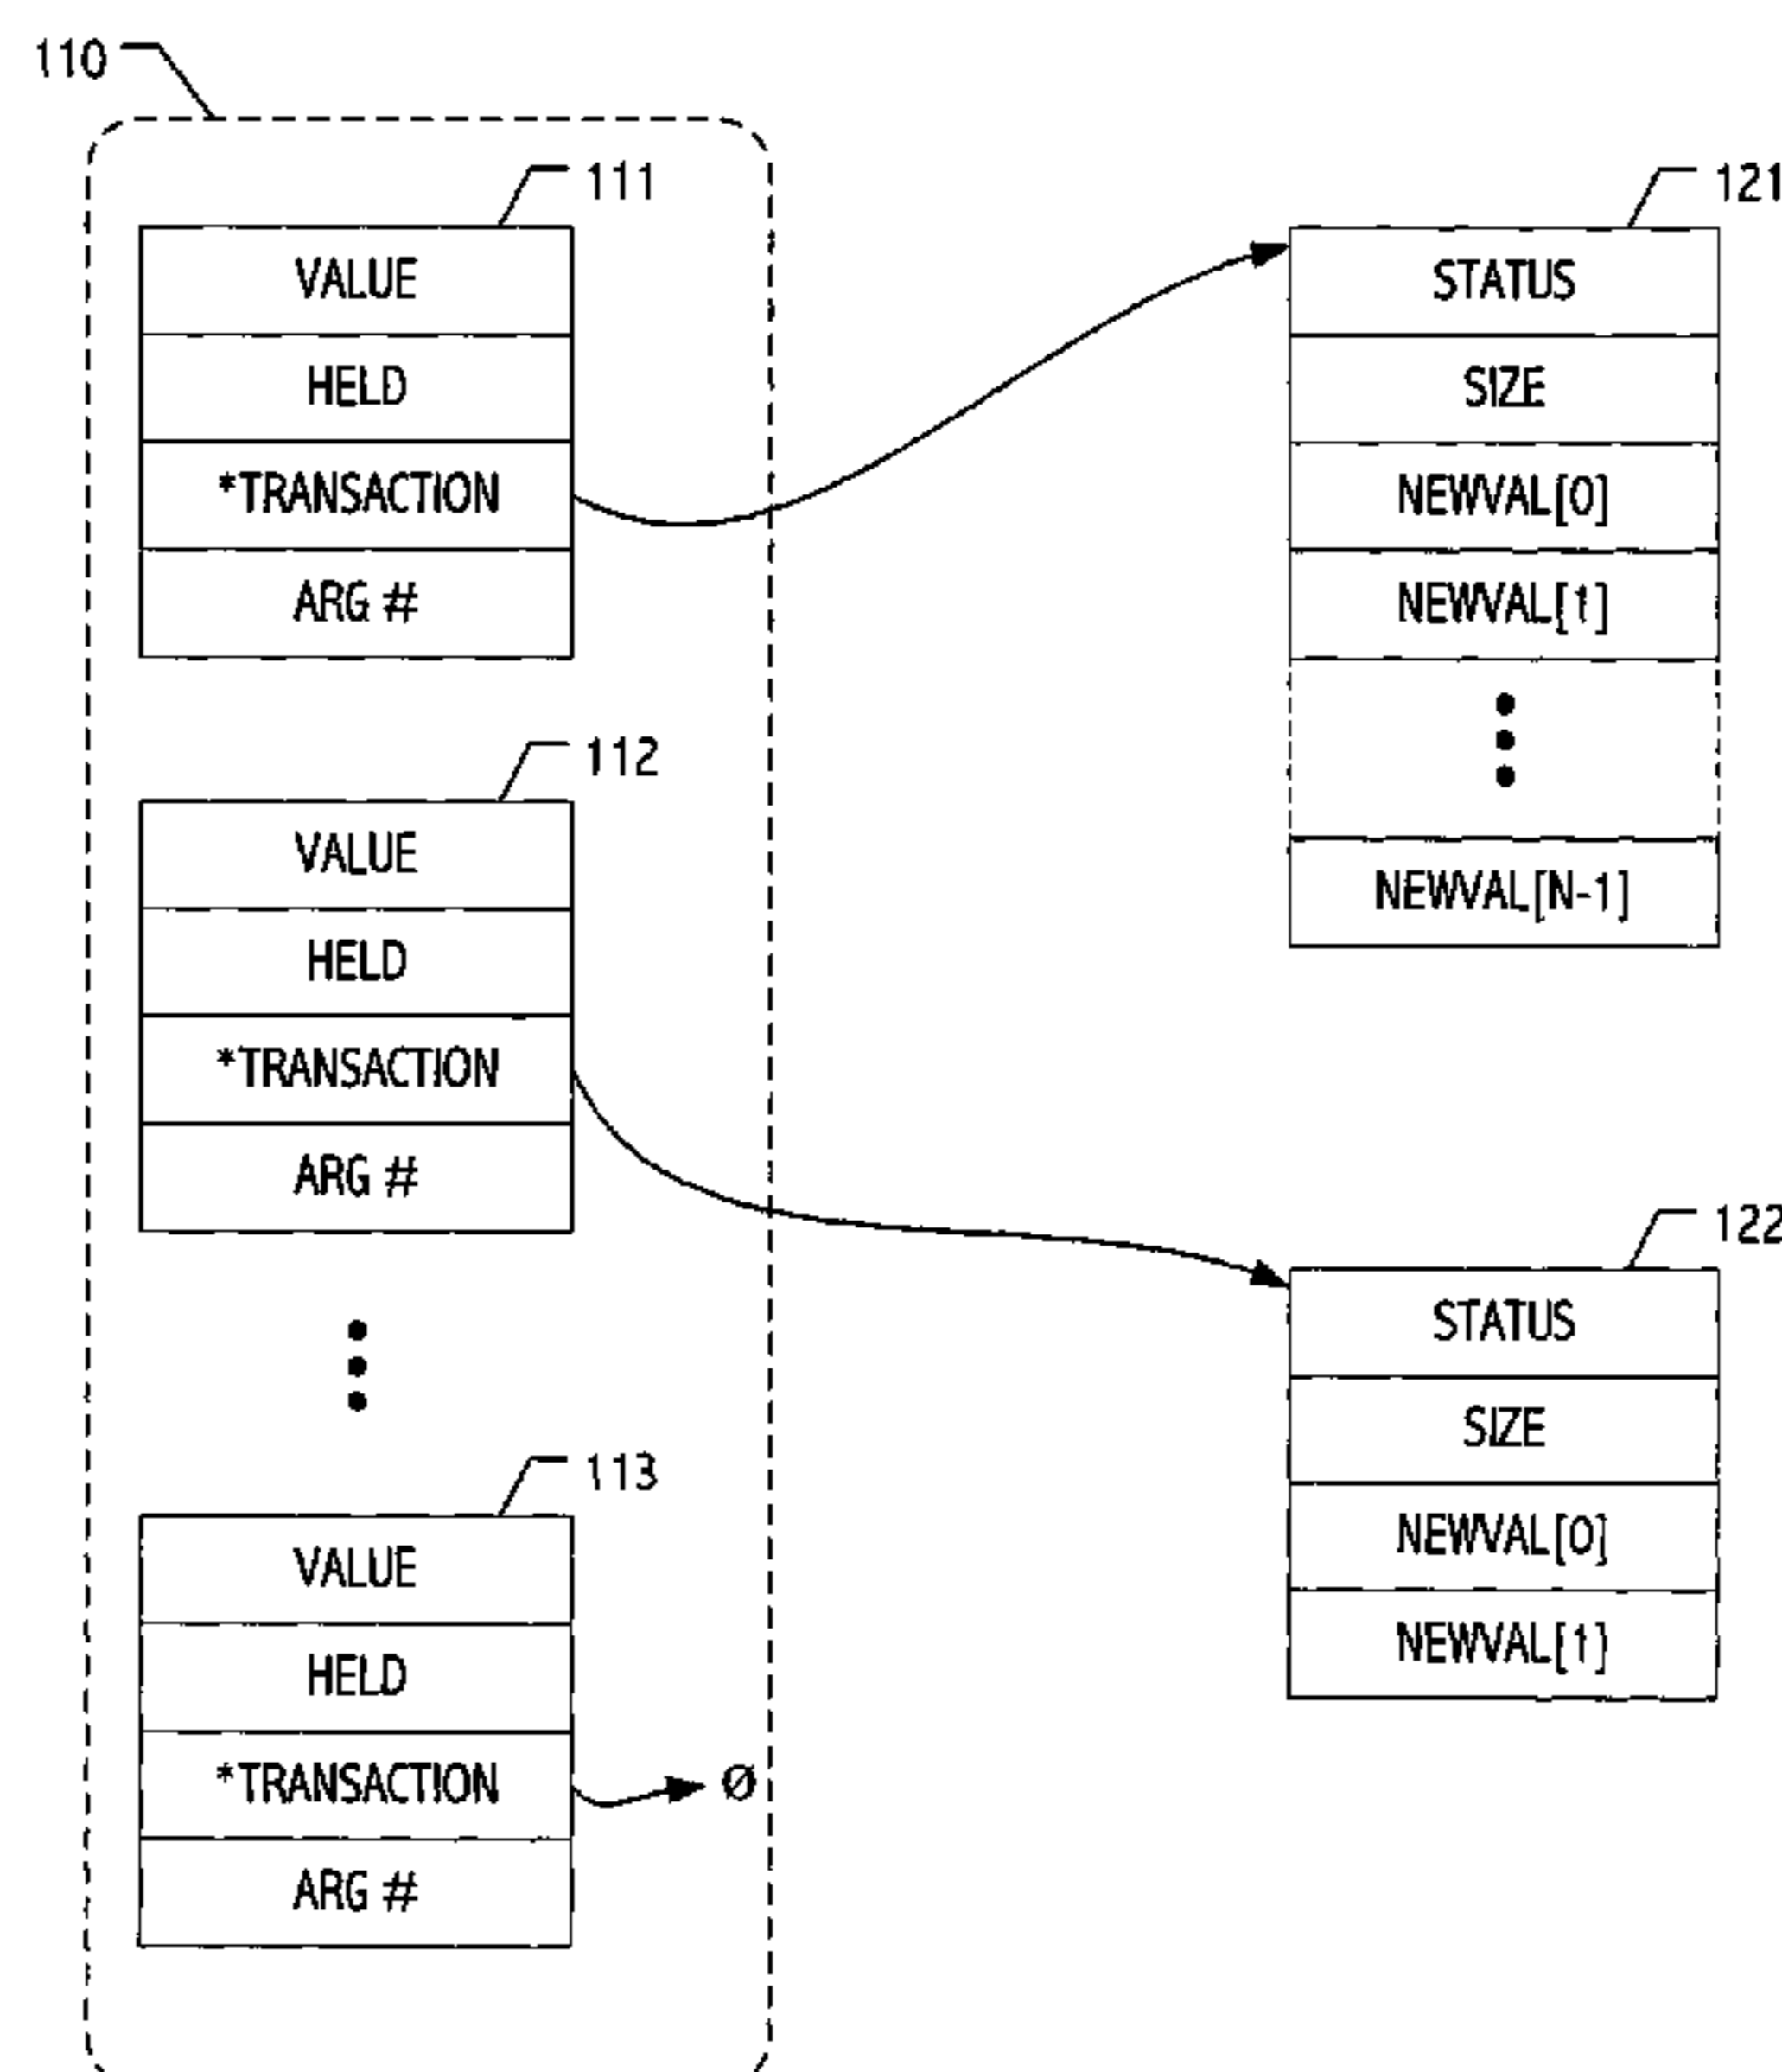 110
111
VALUE
HELD
*TRANSACTION
ARG #
112
VALUE
HELD
*TRANSACTION
ARG #
113
VALUE
HELD
*TRANSACTION
Ø
ARG #
121
STATUS
SIZE
NEWVAL[0]
NEWVAL[1]
NEWVAL[N-1]
122
STATUS
SIZE
NEWVAL[0]
NEWVAL[1]